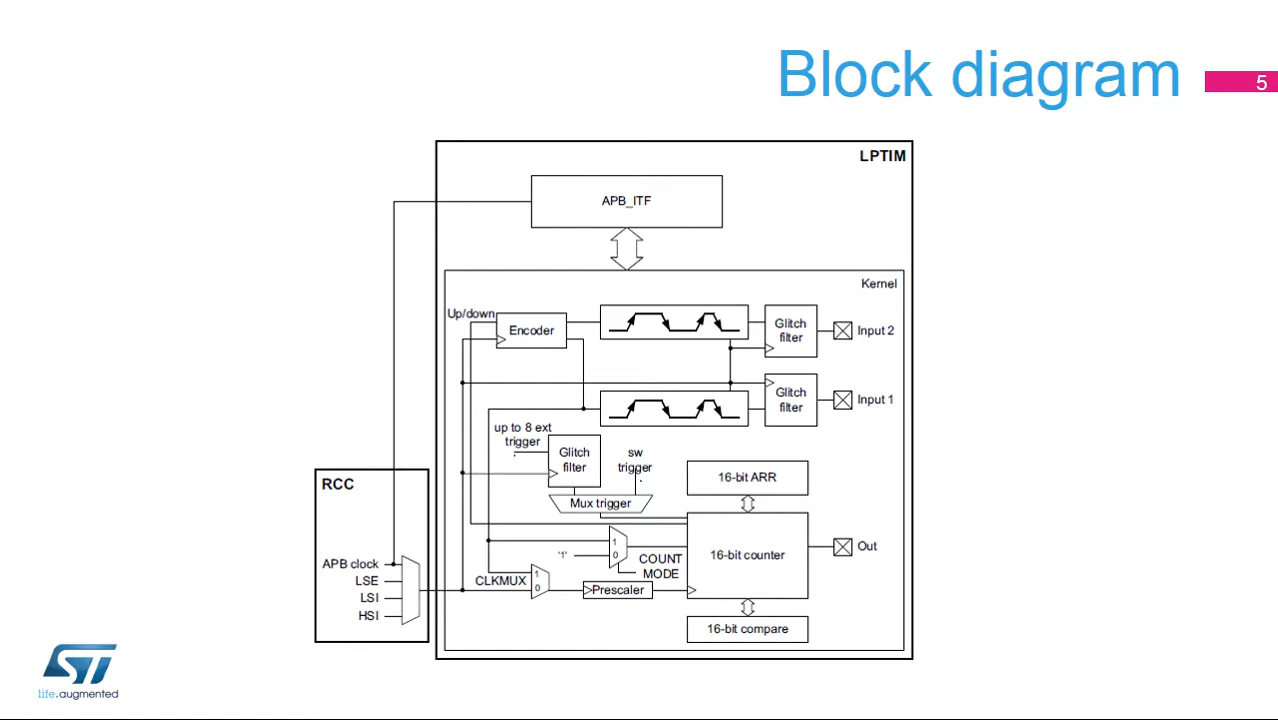 Block diagram
5
LPTIM
APB_ITF
Kernel
Up/down
Encoder
Glitch
filter
Input 2
Glitch
filter
Input 1
up to 8 ext
trigger
Glitch
filter
sw
trigger
16-bit ARR
RCC
Mux trigger
1
0
'1'
COUNT
MODE
16-bit counter
Out
APB clock
LSE
LSI
HSI
CLKMUX
1
0
Prescaler
16-bit compare
ST
life.augmented